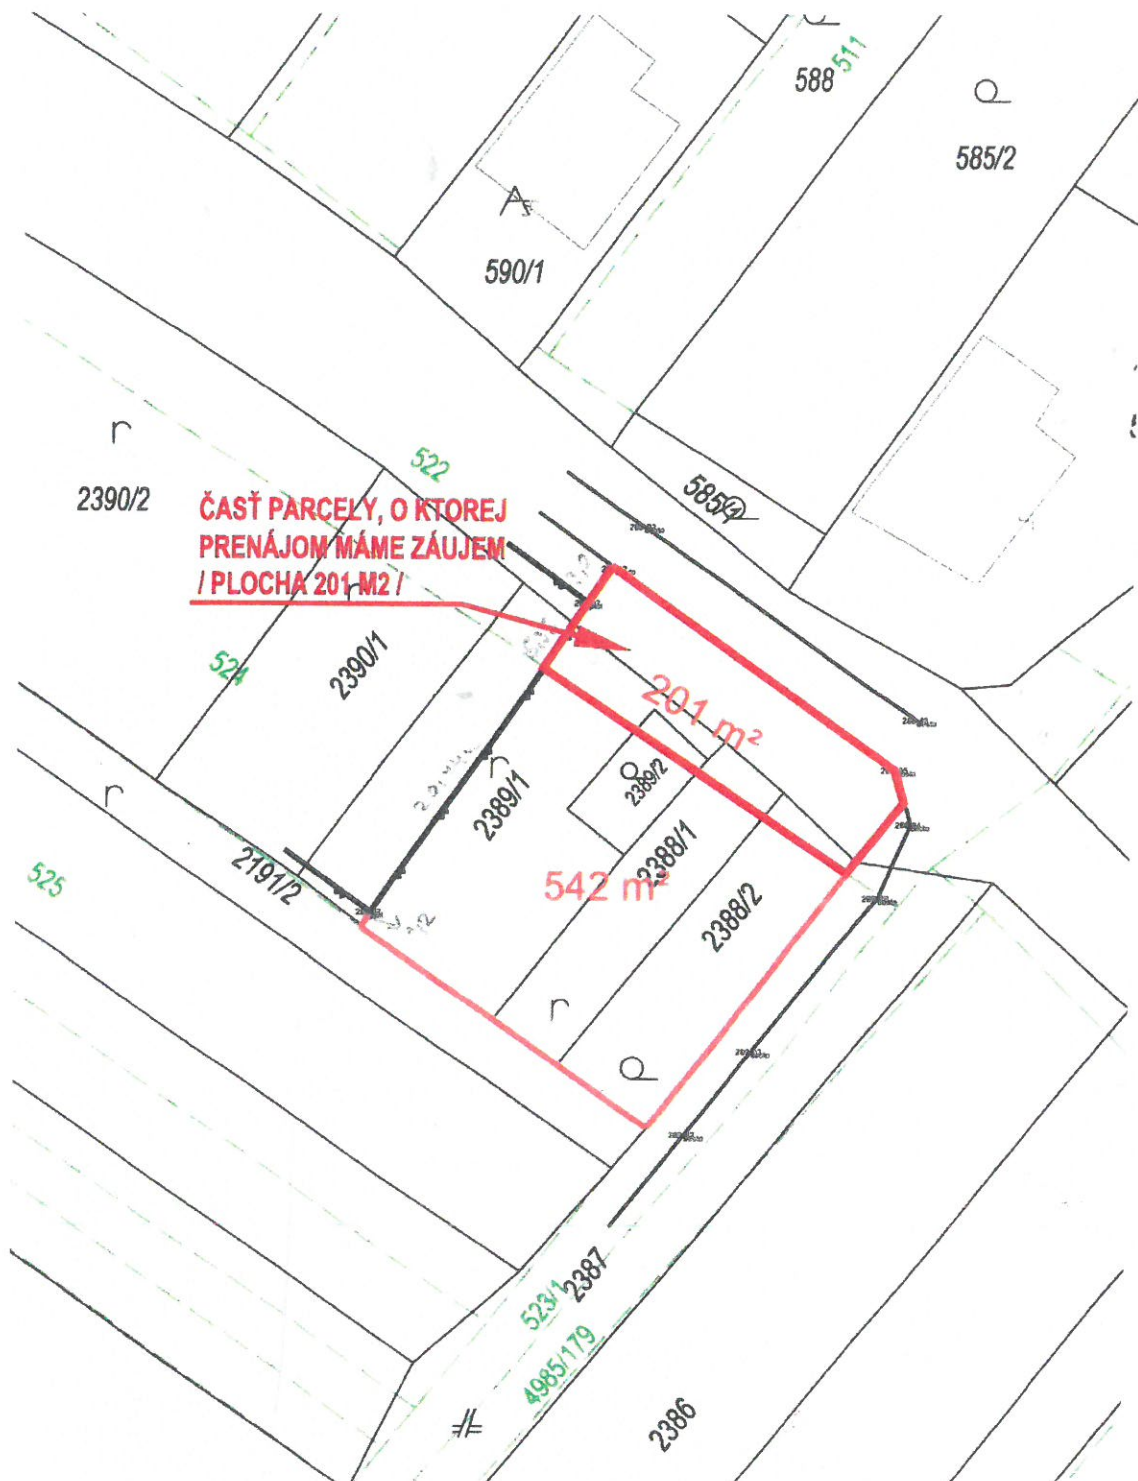 588
511
585/2
590/1
585/1
522
2390/2
ČASŤ PARCELY, O KTOREJ
PRENÁJOM MÁME ZÁUJEM
/ PLOCHA 201 M2 /
r
r
524
2390/1
201 m²
r
2389/1
2389/2
r
2388/1
542 m²
2191/2
525
2388/2
r
2387
523/1
4985/179
2386